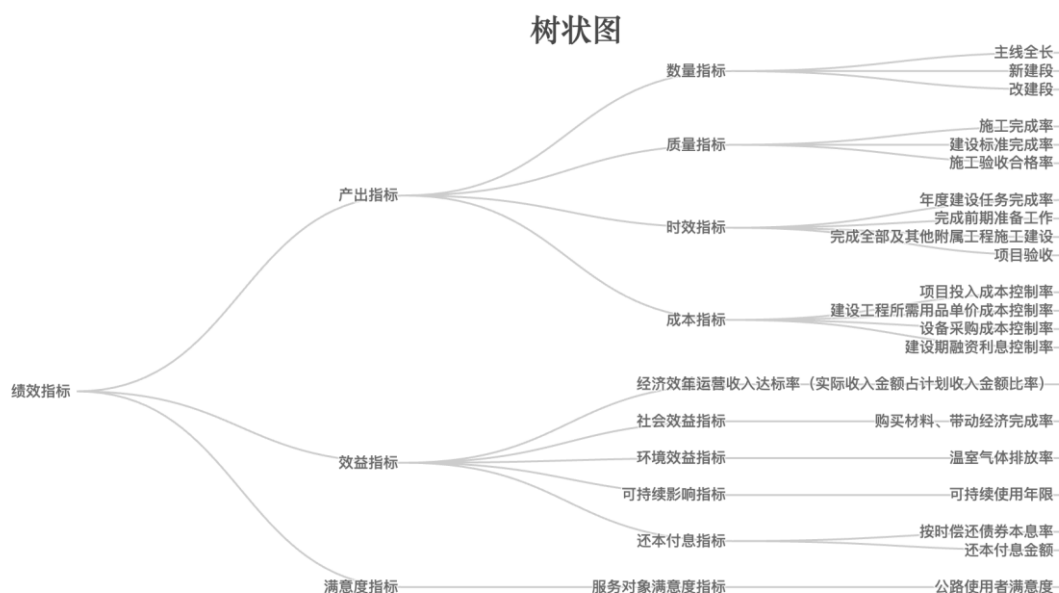 树状图
绩效指标
产出指标
数量指标
主线全长
新建段
改建段
质量指标
施工完成率
建设标准完成率
施工验收合格率
时效指标
年度建设任务完成率
完成前期准备工作
完成全部及其他附属工程施工建设
项目验收
成本指标
项目投入成本控制率
建设工程所需用品单价成本控制率
设备采购成本控制率
建设期融资利息控制率
效益指标
经济效
运营收入达标率（实际收入金额占计划收入金额比率）
社会效益指标
购买材料、带动经济完成率
环境效益指标
温室气体排放率
可持续影响指标
可持续使用年限
还本付息指标
按时偿还债券本息率
还本付息金额
满意度指标
服务对象满意度指标
公路使用者满意度